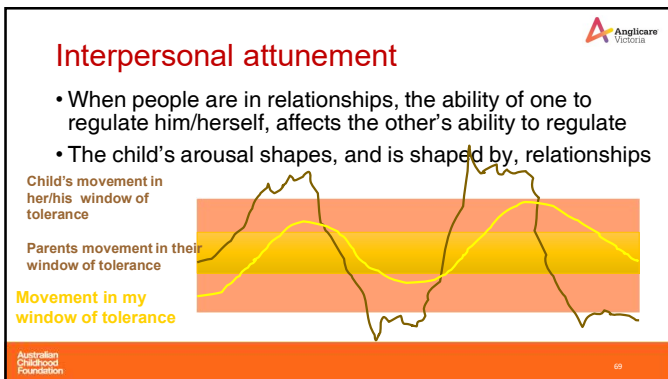 Anglicare
Victoria
Interpersonal attunement
• When people are in relationships, the ability of one to
regulate him/herself, affects the other's ability to regulate
• The child's arousal shapes, and is shaped by, relationships
Child's movement in
her/his window of
tolerance
Parents movement in their
window of tolerance
Movement in my
window of tolerance
Australian
Childhood
Foundation
69